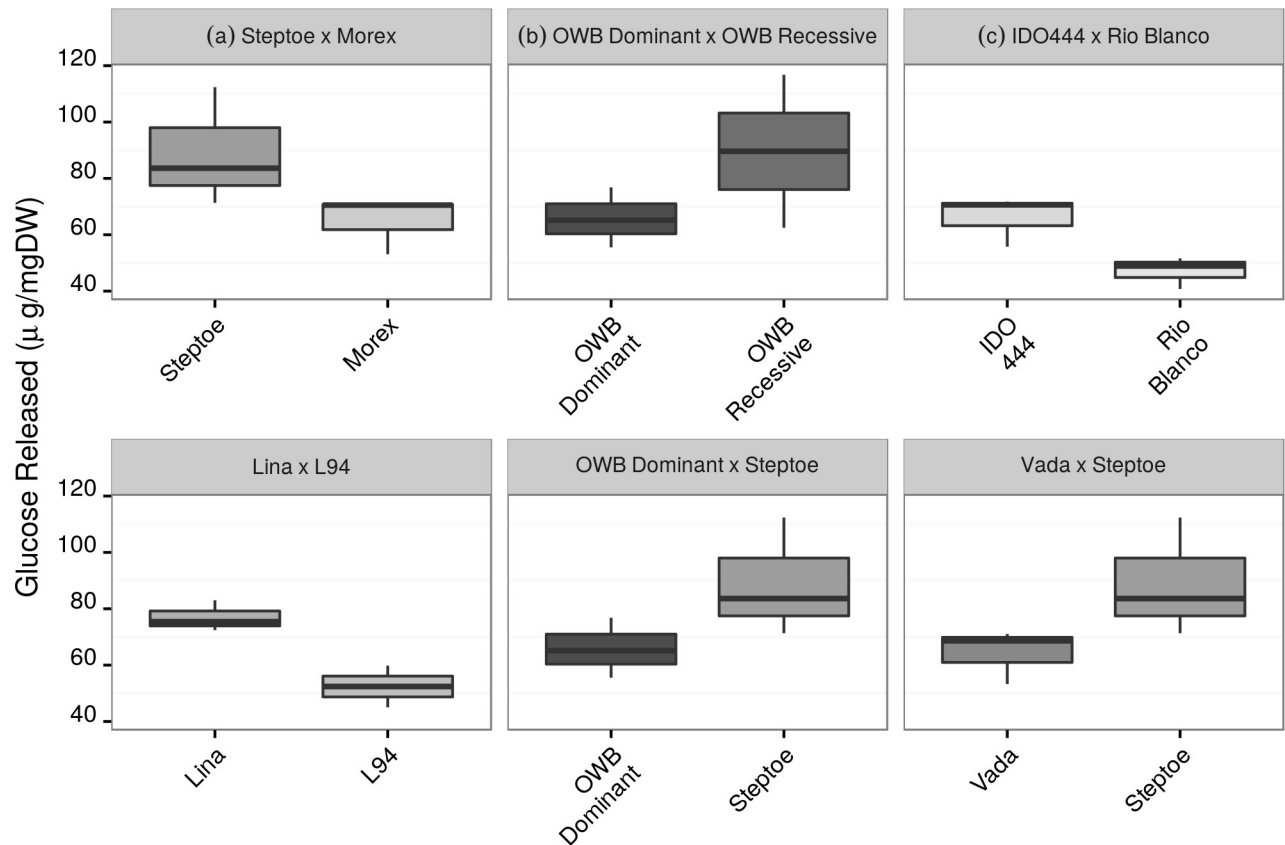 (a) Steptoe x Morex
(b) OWB Dominant x OWB Recessive
(c) IDO444 x Rio Blanco
Glucose Released (μ g/mgDW)
120
100
80
60
40
Steptoe
Morex
OWB
Dominant
OWB
Recessive
IDO
444
Rio
Blanco
Lina x L94
OWB Dominant x Steptoe
Vada x Steptoe
120
100
80
60
40
Lina
L94
OWB
Dominant
Steptoe
Vada
Steptoe